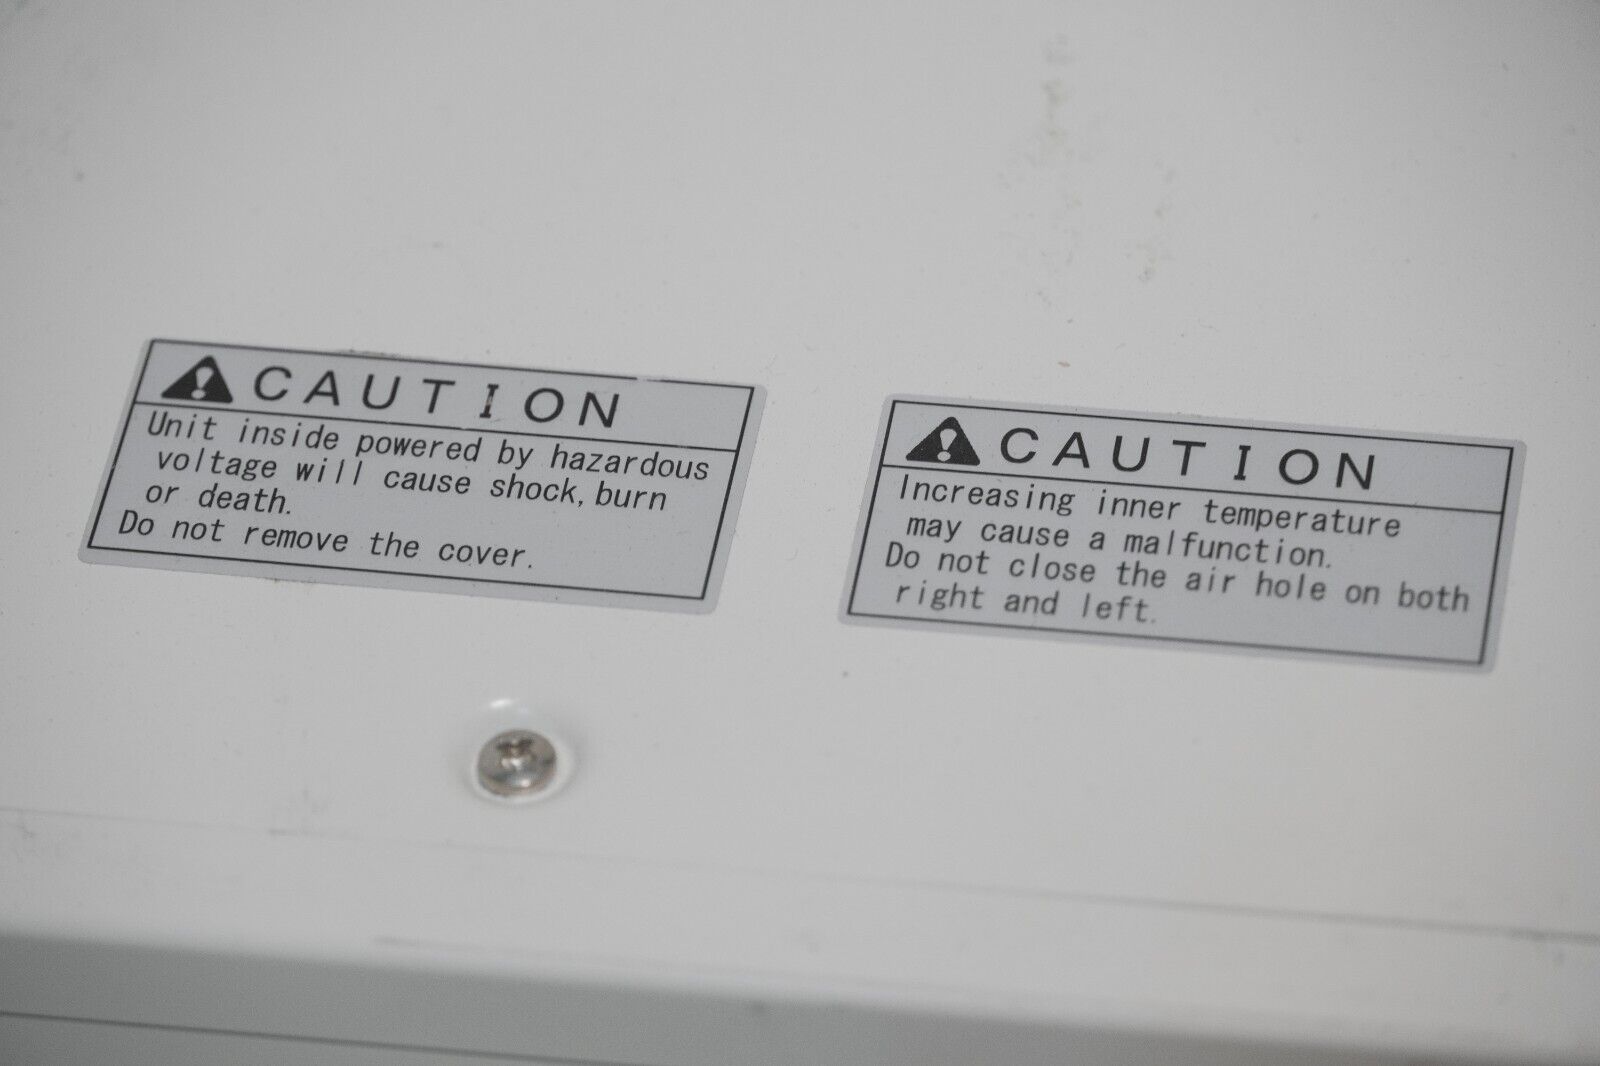 CAUTION
Unit inside powered by hazardous
voltage will cause shock, burn
or death.
Do not remove the cover.
CAUTION
Increasing inner temperature
may cause a malfunction.
Do not close the air hole on both
right and left.